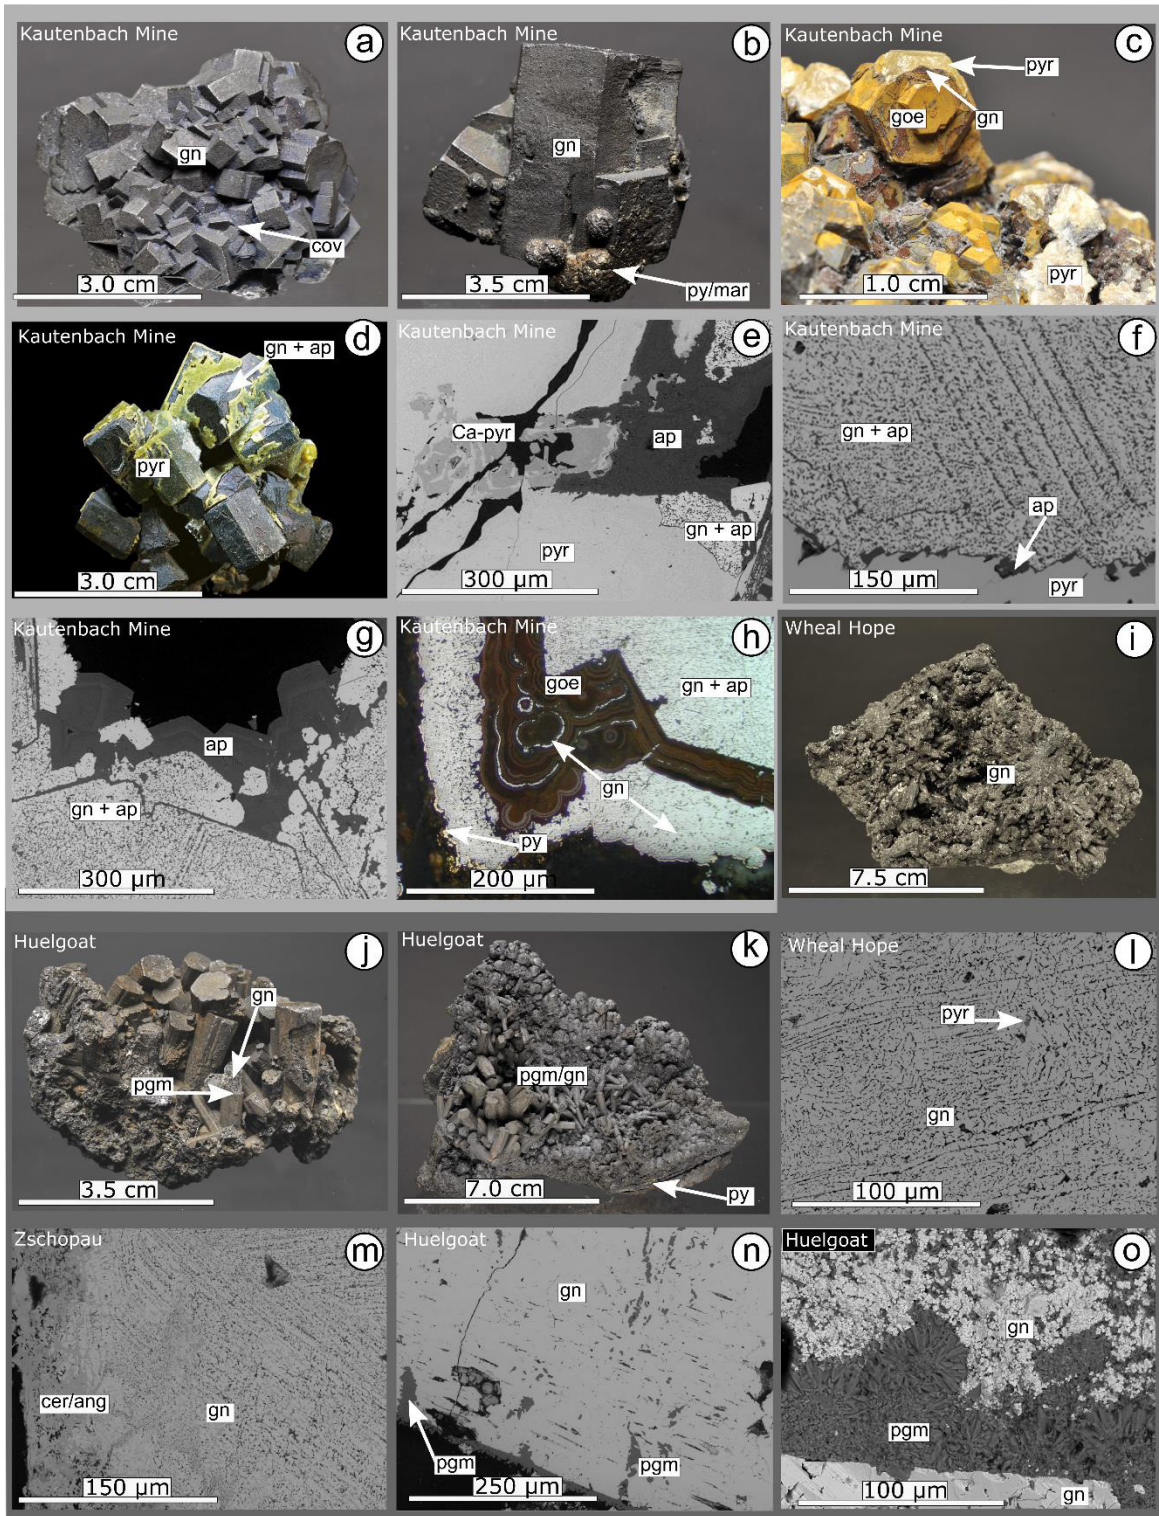 Kautenbach Mine
a
gn
cov
3.0 cm
Kautenbach Mine
b
gn
py/mar
3.5 cm
Kautenbach Mine
c
pyr
gn
goe
pyr
1.0 cm
Kautenbach Mine
d
gn + ap
pyr
3.0 cm
Kautenbach Mine
e
Ca-pyr
ap
gn + ap
pyr
300 µm
Kautenbach Mine
f
gn + ap
ap
pyr
150 µm
Kautenbach Mine
g
ap
gn + ap
300 µm
Kautenbach Mine
h
goe
gn + ap
gn
py
200 µm
Wheal Hope
i
gn
7.5 cm
Huelgoat
j
gn
pgm
3.5 cm
Huelgoat
k
pgm/gn
py
7.0 cm
Wheal Hope
l
pyr
gn
100 µm
Zschopau
m
cer/ang
gn
150 µm
Huelgoat
n
gn
pgm
pgm
250 µm
Huelgoat
o
gn
pgm
gn
100 µm